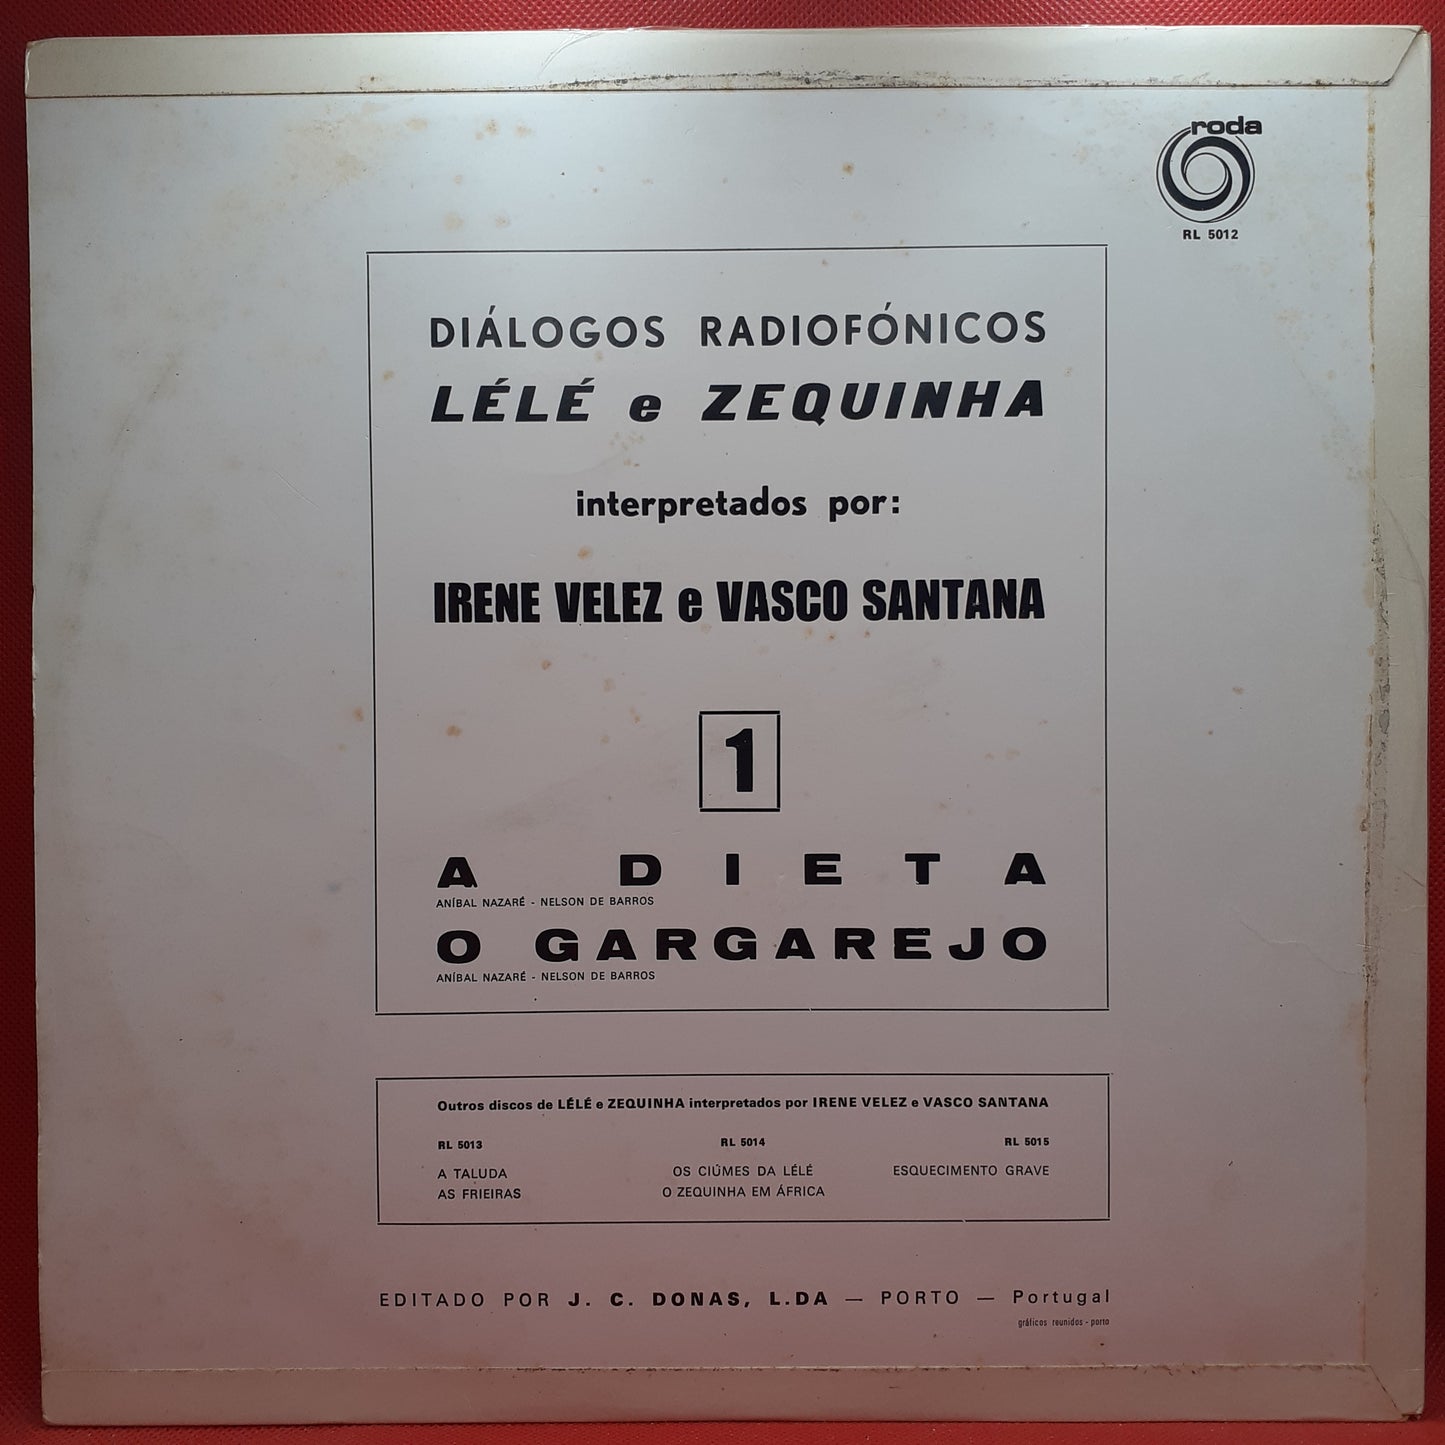 roda
RL 5012
DIÁLOGOS RADIOFÓNICOS
LÉLÉ e ZEQUINHA
interpretados por:
IRENE VELEZ e VASCO SANTANA
1
A DIETA
ANÍBAL NAZARÉ - NELSON DE BARROS
O GARGAREJO
ANÍBAL NAZARÉ - NELSON DE BARROS
Outros discos de LÉLÉ e ZEQUINHA interpretados por IRENE VELEZ e VASCO SANTANA
RL 5013 RL 5014 RL 5015
A TALUDA OS CIÚMES DA LÉLÉ ESQUECIMENTO GRAVE
AS FRIEIRAS O ZEQUINHA EM ÁFRICA
EDITADO POR J. C. DONAS, L.DA — PORTO — Portugal
gráficos reunidos - porto